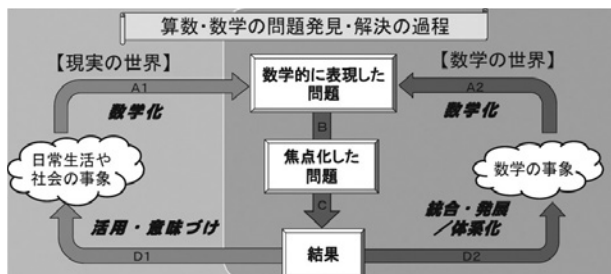 算数・数学の問題発見・解決の過程
【現実の世界】
【数学の世界】
A1
数学化
数学的に表現した
問題
A2
数学化
B
日常生活や
社会の事象
焦点化した
問題
数学の事象
C
活用・意味づけ
統合・発展
/体系化
D1
結果
D2